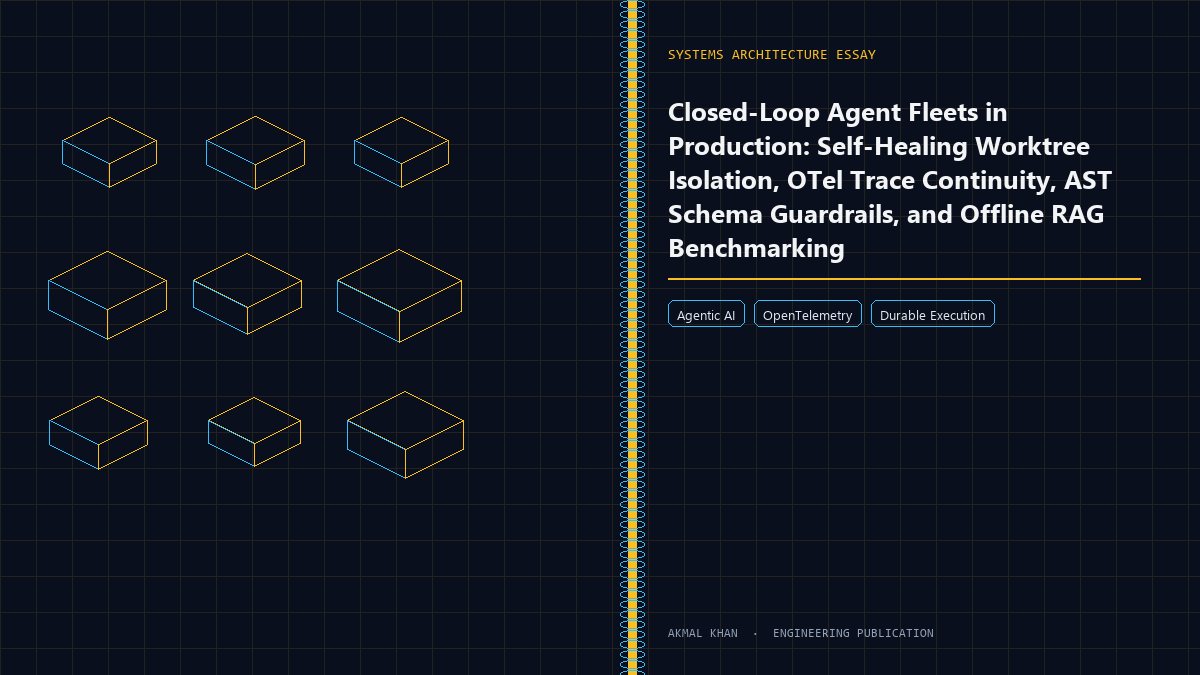 SYSTEMS ARCHITECTURE ESSAY
Closed-Loop Agent Fleets in
Production: Self-Healing Worktree
Isolation, OTel Trace Continuity, AST
Schema Guardrails, and Offline RAG
Benchmarking
Agentic AI
OpenTelemetry
Durable Execution
AKMAL KHAN · ENGINEERING PUBLICATION